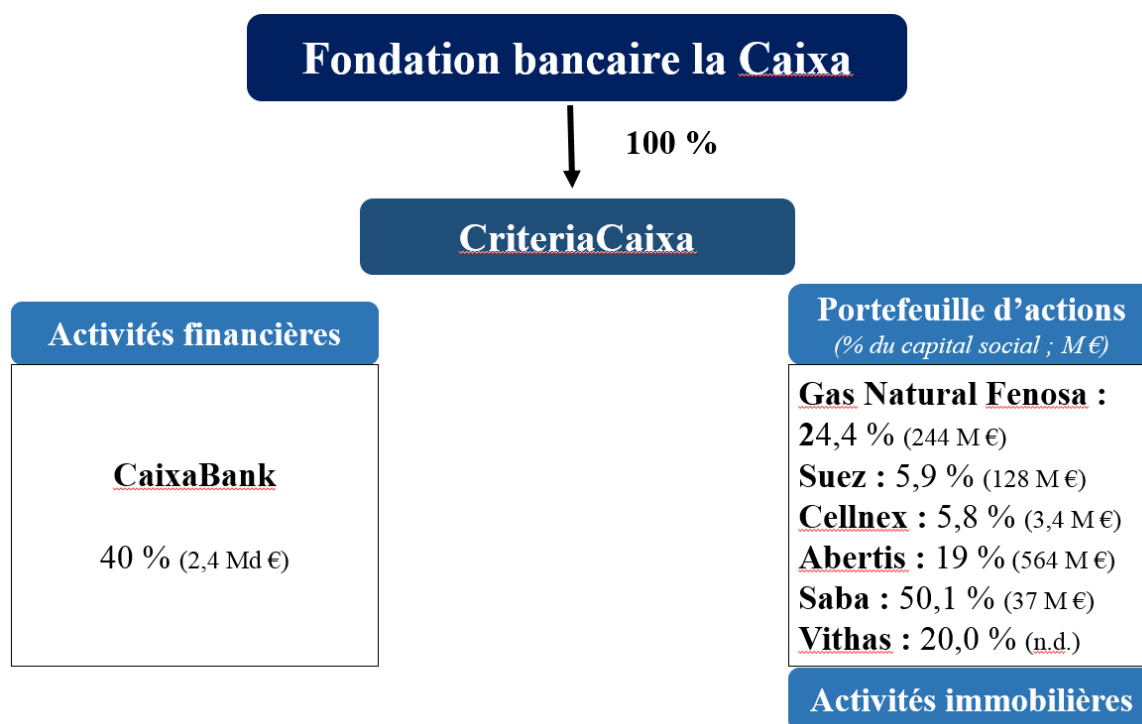 Fondation bancaire la Caixa
100 %
CriteriaCaixa
Activités financières
CaixaBank
40 % (2,4 Md €)
Portefeuille d’actions
(% du capital social ; M €)
Gas Natural Fenosa :
24,4 % (244 M €)
Suez : 5,9 % (128 M €)
Cellnex : 5,8 % (3,4 M €)
Abertis : 19 % (564 M €)
Saba : 50,1 % (37 M €)
Vithas : 20,0 % (n.d.)
Activités immobilières